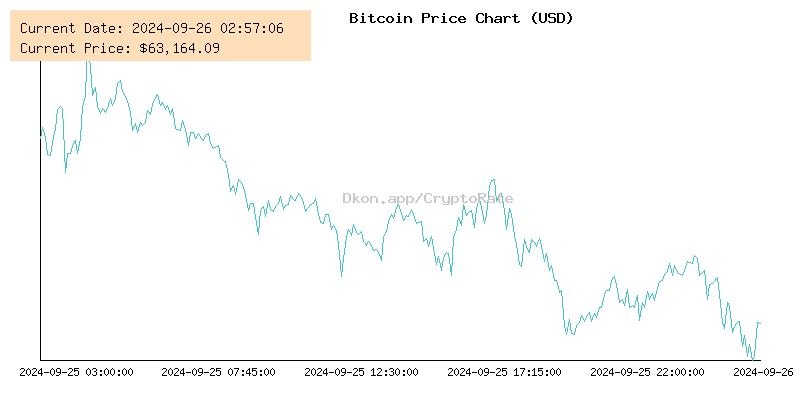 Bitcoin Price Chart (USD)
Current Date: 2024-09-26 02:57:06
Current Price: $63,164.09
Dkon.app/CryptoRate
2024-09-25 03:00:00 2024-09-25 07:45:00 2024-09-25 12:30:00 2024-09-25 17:15:00 2024-09-25 22:00:00 2024-09-26